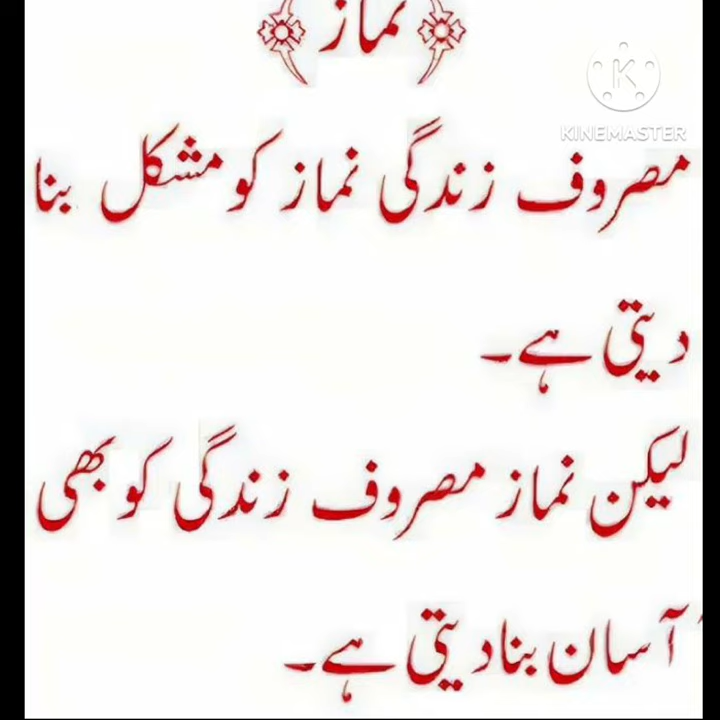 نماز
KINEMASTER
مصروف زندگی نماز کو مشکل بنا
دیتی ہے۔
لیکن نماز مصروف زندگی کو بھی
آسان بنا دیتی ہے۔